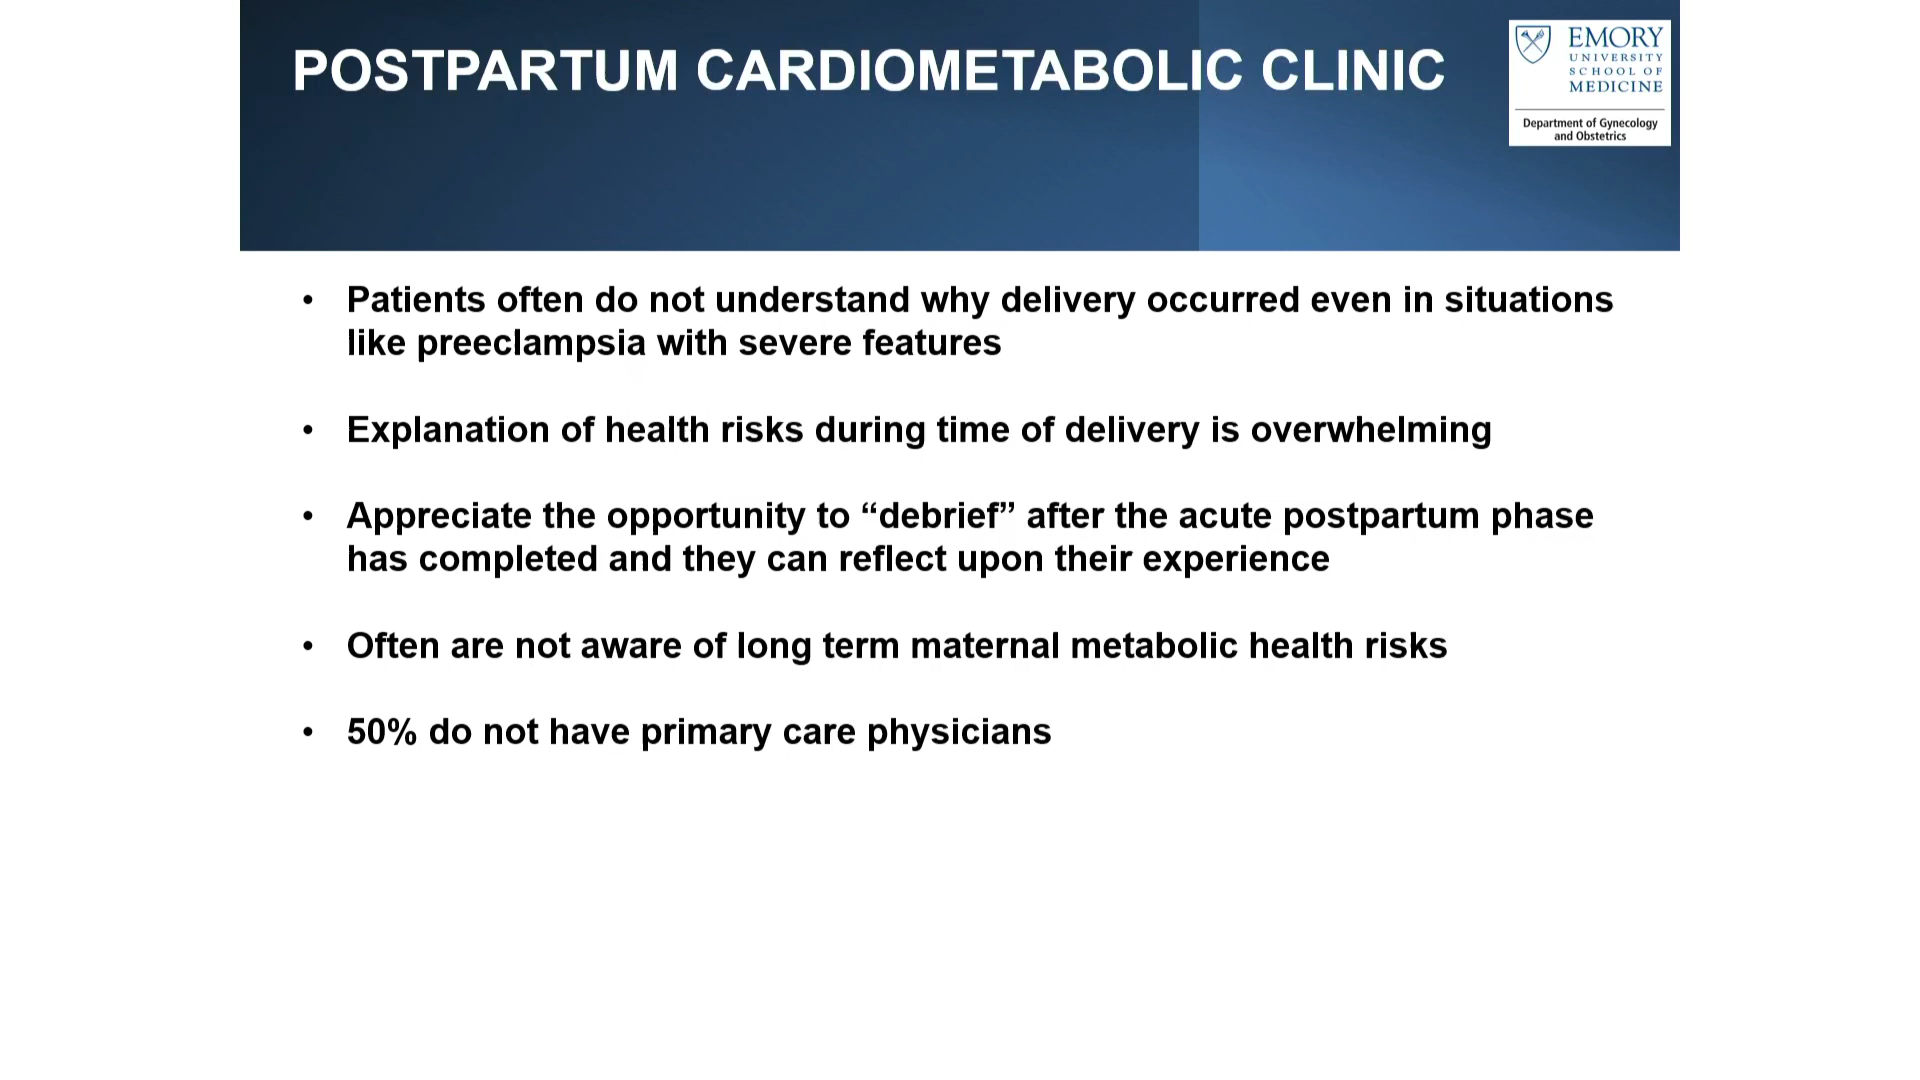 POSTPARTUM CARDIOMETABOLIC CLINIC
EMORY
UNIVERSITY
SCHOOL OF
MEDICINE
Department of Gynecology
and Obstetrics
• Patients often do not understand why delivery occurred even in situations
like preeclampsia with severe features
• Explanation of health risks during time of delivery is overwhelming
• Appreciate the opportunity to “debrief” after the acute postpartum phase
has completed and they can reflect upon their experience
• Often are not aware of long term maternal metabolic health risks
• 50% do not have primary care physicians